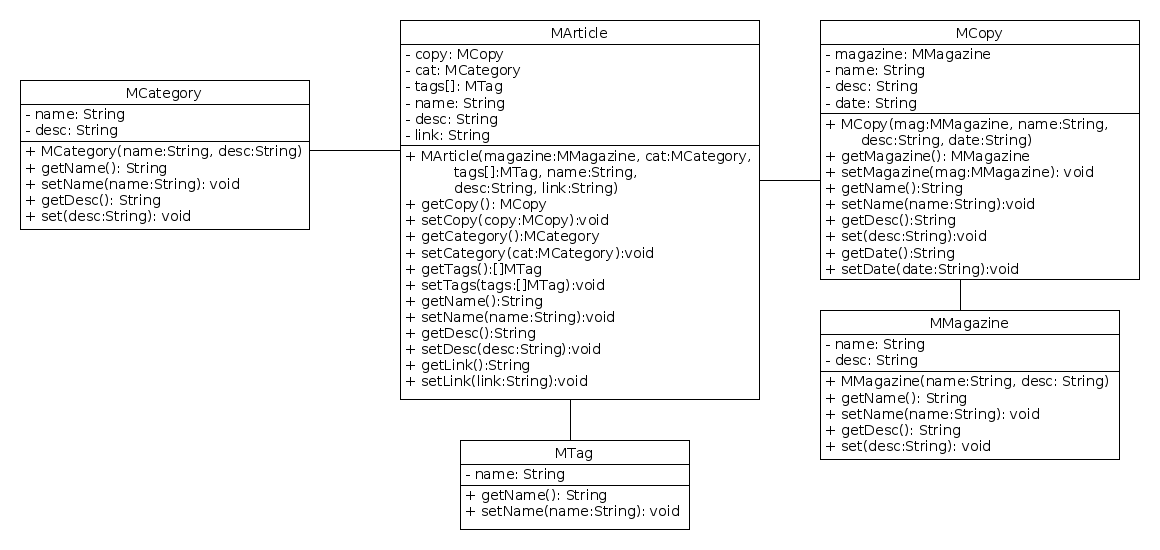 MCategory
- name: String
- desc: String
+ MCategory(name:String, desc:String)
+ getName(): String
+ setName(name:String): void
+ getDesc(): String
+ set(desc:String): void
MArticle
- copy: MCopy
- cat: MCategory
- tags[]: MTag
- name: String
- desc: String
- link: String
+ MArticle(magazine:MMagazine, cat:MCategory,
tags[]:MTag, name:String,
desc:String, link:String)
+ getCopy(): MCopy
+ setCopy(copy:MCopy):void
+ getCategory():MCategory
+ setCategory(cat:MCategory):void
+ getTags():[]MTag
+ setTags(tags:[]MTag):void
+ getName():String
+ setName(name:String):void
+ getDesc():String
+ setDesc(desc:String):void
+ getLink():String
+ setLink(link:String):void
MTag
- name: String
+ getName(): String
+ setName(name:String): void
MCopy
- magazine: MMagazine
- name: String
- desc: String
- date: String
+ MCopy(mag:MMagazine, name:String,
desc:String, date:String)
+ getMagazine(): MMagazine
+ setMagazine(mag:MMagazine): void
+ getName():String
+ setName(name:String):void
+ getDesc():String
+ set(desc:String):void
+ getDate():String
+ setDate(date:String):void
MMagazine
- name: String
- desc: String
+ MMagazine(name:String, desc: String)
+ getName(): String
+ setName(name:String): void
+ getDesc(): String
+ set(desc:String): void